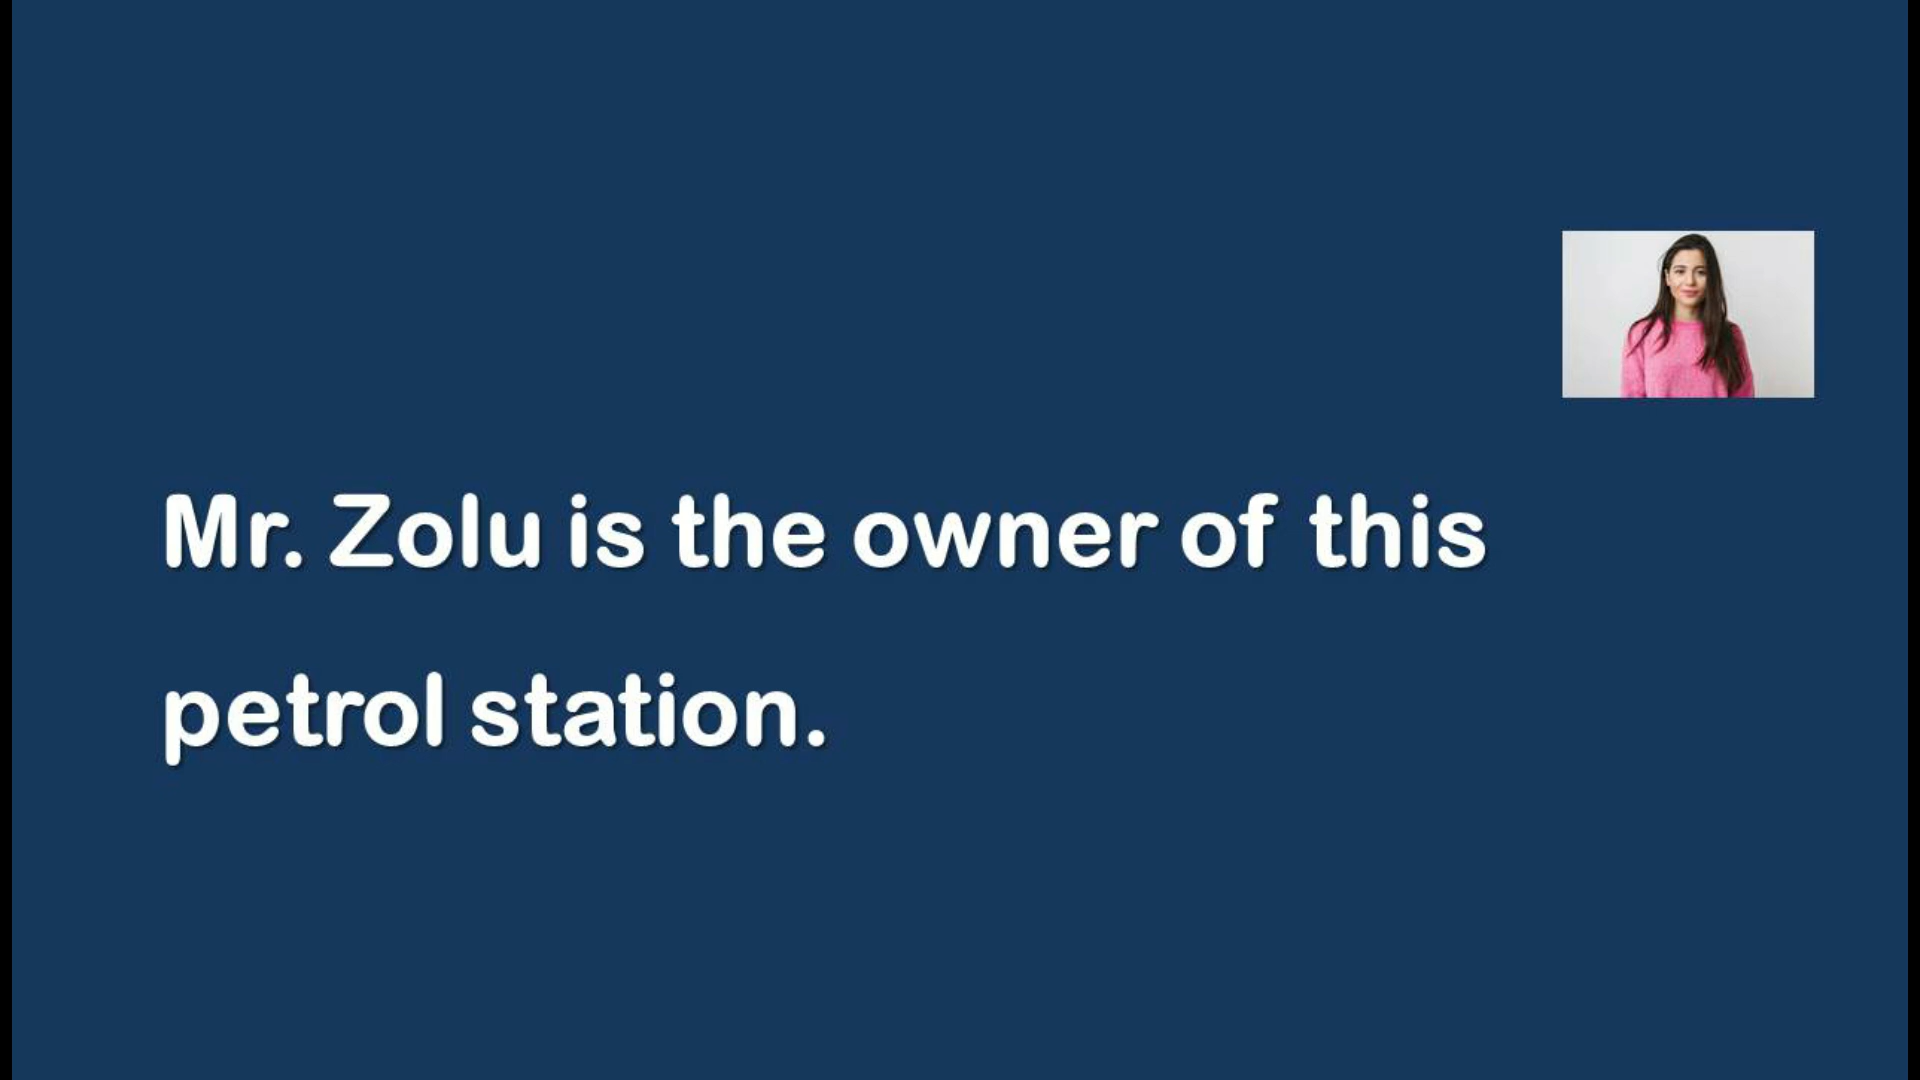 Mr. Zolu is the owner of this
petrol station.